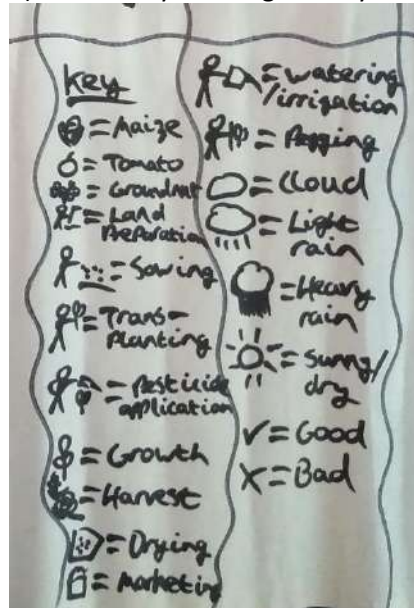 Key
= Maize
= Tomato
= Groundnut
= Land
Preparation
= Sowing
= Trans-
planting
= Pesticide
application
= Growth
= Harvest
= Drying
= Marketing
= watering
/irrigation
= Pegging
= Cloud
= Light
rain
= Heavy
rain
= Sunny/
dry
✓ = Good
X = Bad